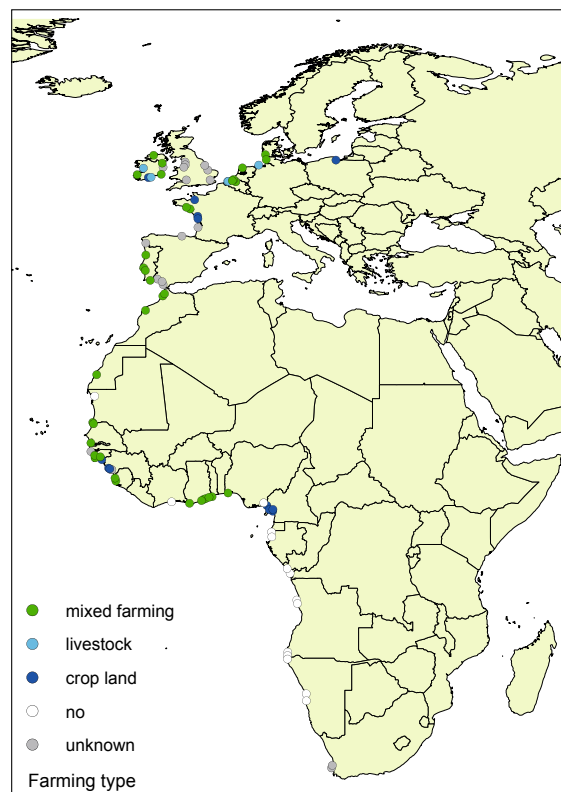 mixed farming
livestock
crop land
no
unknown
Farming type